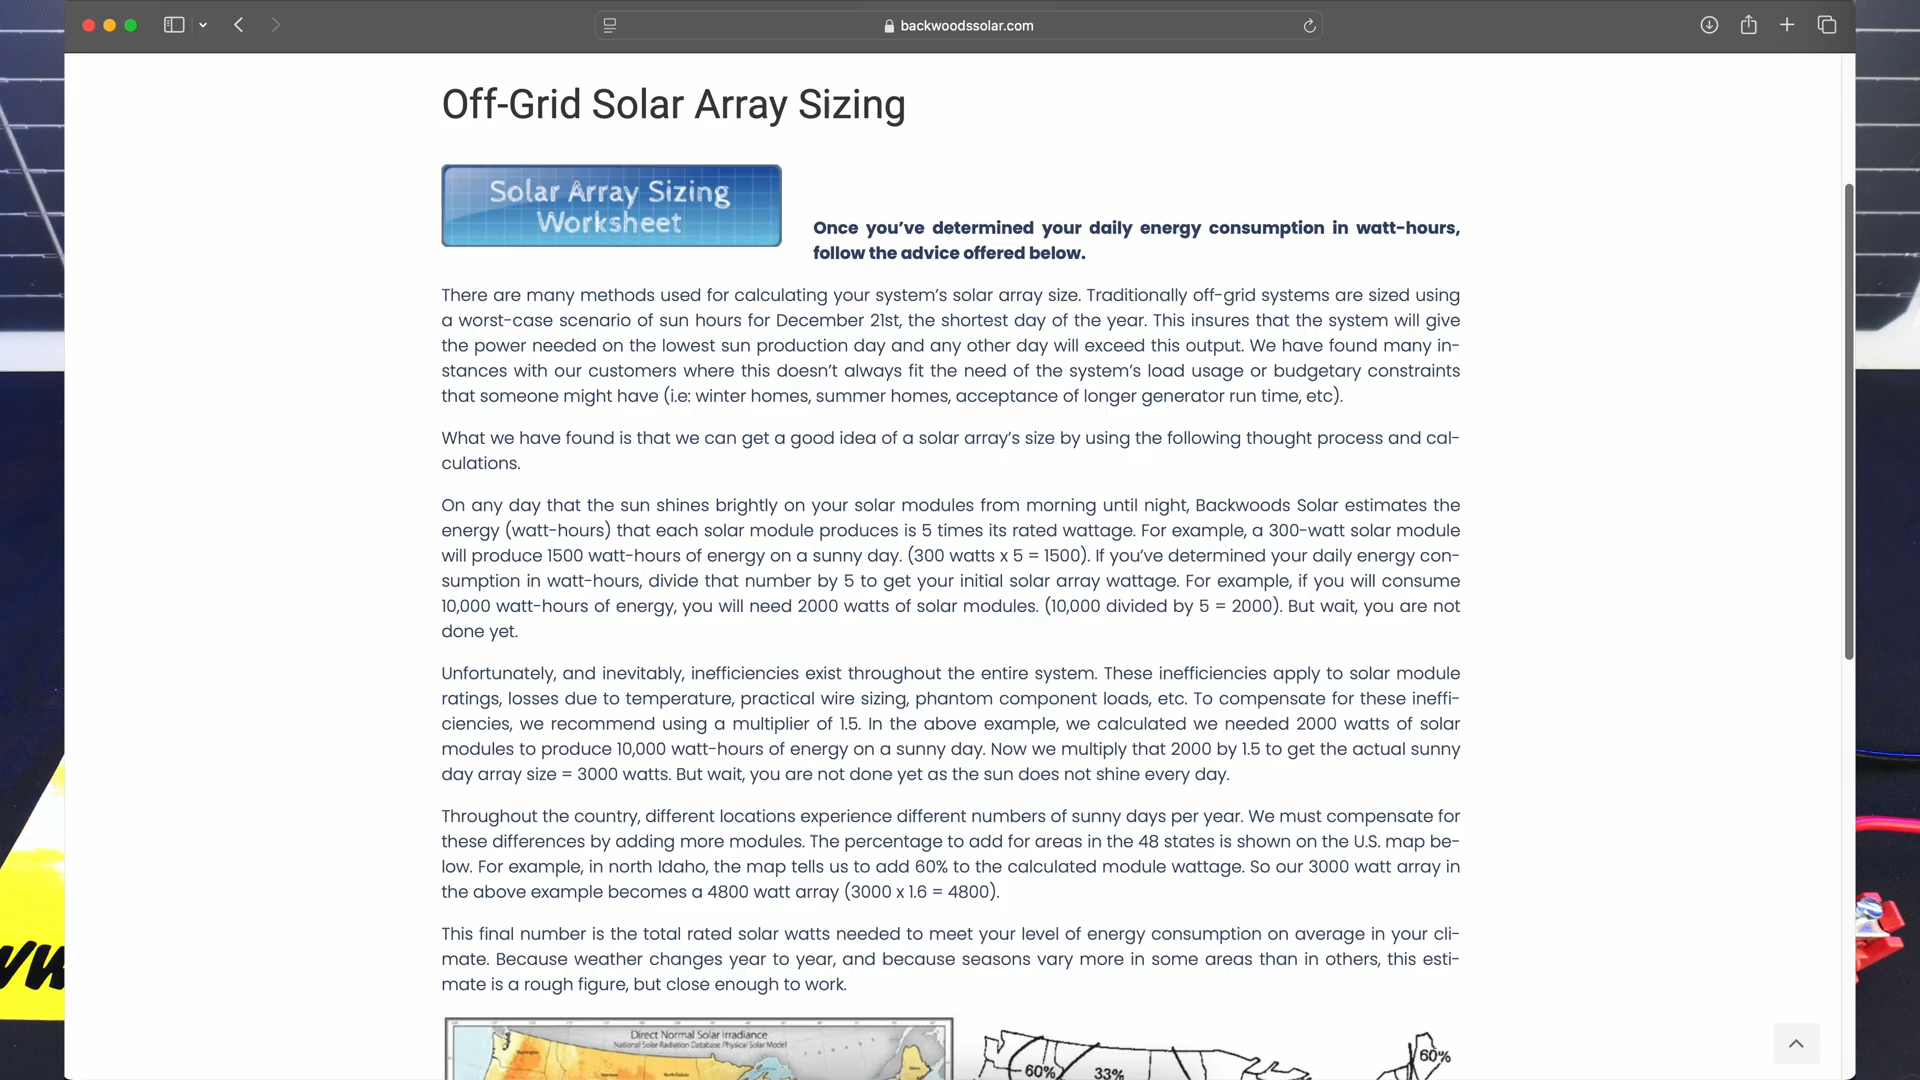 backwoodssolar.com
Off-Grid Solar Array Sizing
Solar Array Sizing
Worksheet
Once you've determined your daily energy consumption in watt-hours,
follow the advice offered below.
There are many methods used for calculating your system's solar array size. Traditionally off-grid systems are sized using
a worst-case scenario of sun hours for December 21st, the shortest day of the year. This insures that the system will give
the power needed on the lowest sun production day and any other day will exceed this output. We have found many in-
stances with our customers where this doesn't always fit the need of the system's load usage or budgetary constraints
that someone might have (i.e: winter homes, summer homes, acceptance of longer generator run time, etc).
What we have found is that we can get a good idea of a solar array's size by using the following thought process and cal-
culations.
On any day that the sun shines brightly on your solar modules from morning until night, Backwoods Solar estimates the
energy (watt-hours) that each solar module produces is 5 times its rated wattage. For example, a 300-watt solar module
will produce 1500 watt-hours of energy on a sunny day. (300 watts x 5 = 1500). If you've determined your daily energy con-
sumption in watt-hours, divide that number by 5 to get your initial solar array wattage. For example, if you will consume
10,000 watt-hours of energy, you will need 2000 watts of solar modules. (10,000 divided by 5 = 2000). But wait, you are not
done yet.
Unfortunately, and inevitably, inefficiencies exist throughout the entire system. These inefficiencies apply to solar module
ratings, losses due to temperature, practical wire sizing, phantom component loads, etc. To compensate for these ineffi-
ciencies, we recommend using a multiplier of 1.5. In the above example, we calculated we needed 2000 watts of solar
modules to produce 10,000 watt-hours of energy on a sunny day. Now we multiply that 2000 by 1.5 to get the actual sunny
day array size = 3000 watts. But wait, you are not done yet as the sun does not shine every day.
Throughout the country, different locations experience different numbers of sunny days per year. We must compensate for
these differences by adding more modules. The percentage to add for areas in the 48 states is shown on the U.S. map be-
low. For example, in north Idaho, the map tells us to add 60% to the calculated module wattage. So our 3000 watt array in
the above example becomes a 4800 watt array (3000 x 1.6 = 4800).
This final number is the total rated solar watts needed to meet your level of energy consumption on average in your cli-
mate. Because weather changes year to year, and because seasons vary more in some areas than in others, this esti-
mate is a rough figure, but close enough to work.
Direct Normal Solar Irradiance
National Solar Radiation Database Physical Solar Model
60%
33%
60%